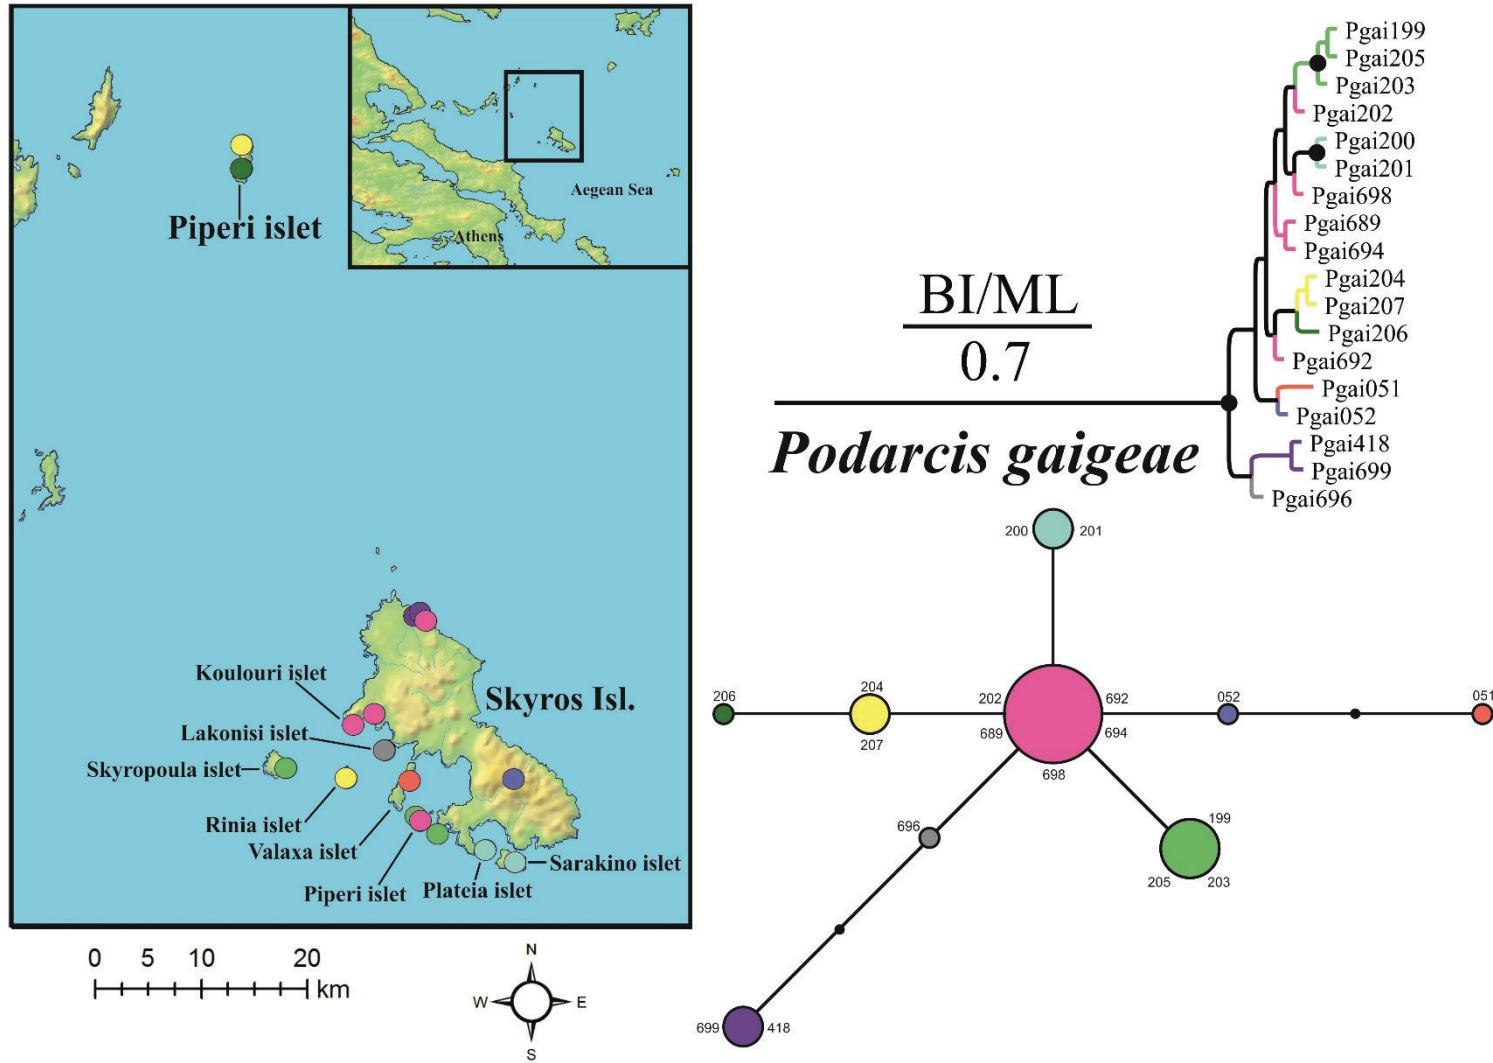 Piperi islet
Aegean Sea
Athens
Koulouri islet
Skyros Isl.
Lakonisi islet
Skyropoula islet
Rinia islet
Valaxa islet
Piperi islet
Plateia islet
Sarakino islet
0 5 10 20
km
N
W E
S
BI/ML
0.7
Podarcis gaigeae
Pgai199
Pgai205
Pgai203
Pgai202
Pgai200
Pgai201
Pgai698
Pgai689
Pgai694
Pgai204
Pgai207
Pgai206
Pgai692
Pgai051
Pgai052
Pgai418
Pgai699
Pgai696
200 201
206
204
207
202 692
689 694
698
052
051
696
199
205 203
699 418